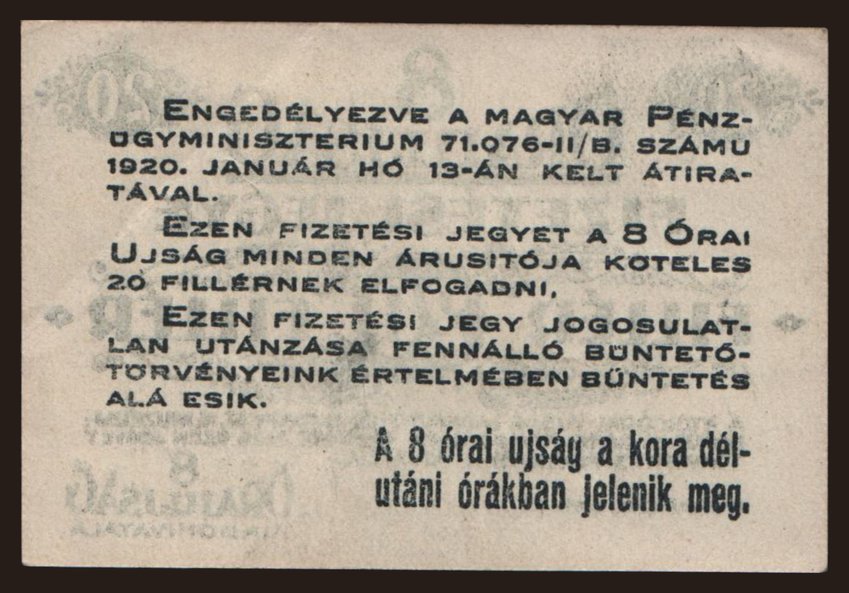 ENGEDÉLYEZVE A MAGYAR PÉNZ-
ÜGYMINISZTERIUM 71.076-II/B. SZÁMU
1920. JANUÁR HÓ 13-ÁN KELT ÁTIRA-
TÁVAL.
EZEN FIZETÉSI JEGYET A 8 ÓRAI
UJSÁG MINDEN ÁRUSITÓJA KÖTELES
20 FILLÉRNEK ELFOGADNI.
EZEN FIZETÉSI JEGY JOGOSULAT-
LAN UTÁNZÁSA FENNÁLLÓ BÜNTETŐ-
TÖRVÉNYEINK ÉRTELMÉBEN BÜNTETÉS
ALÁ ESIK.
A 8 órai ujság a kora dél-
utáni órákban jelenik meg.